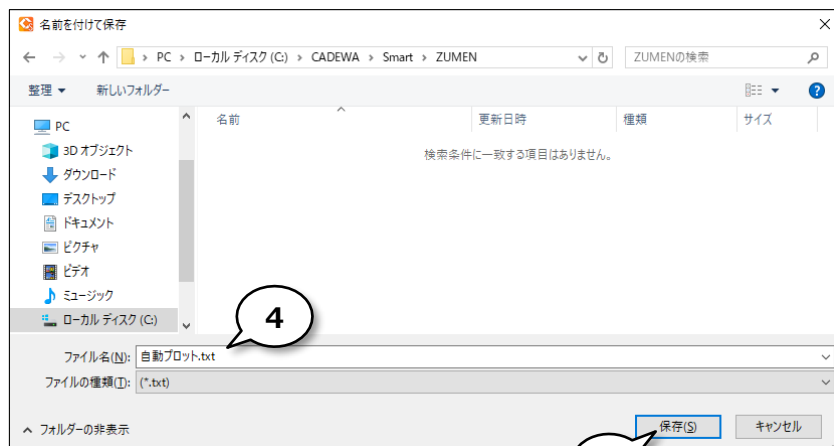 名前を付けて保存
PC › ローカル ディスク (C:) › CADEWA › Smart › ZUMEN
ZUMENの検索
整理 新しいフォルダー
名前 更新日時 種類 サイズ
検索条件に一致する項目はありません。
PC
3D オブジェクト
ダウンロード
デスクトップ
ドキュメント
ピクチャ
ビデオ
ミュージック
ローカル ディスク (C:)
4
ファイル名(N): 自動プロット.txt
ファイルの種類(T): (*.txt)
フォルダーの非表示
保存(S) キャンセル